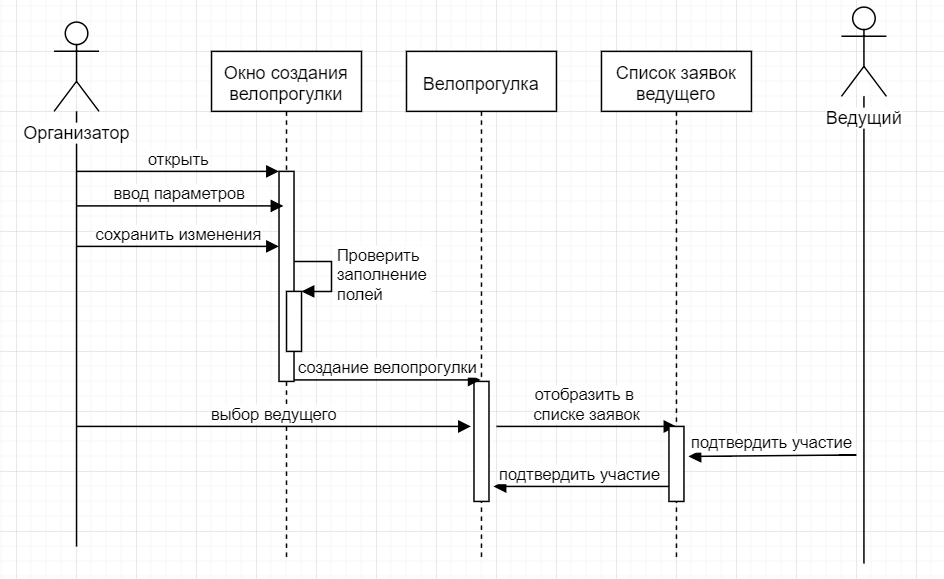 Окно создания
велопрогулки
Велопрогулка
Список заявок
ведущего
Организатор
Ведущий
открыть
ввод параметров
сохранить изменения
Проверить
заполнение
полей
создание велопрогулки
отобразить в
списке заявок
выбор ведущего
подтвердить участие
подтвердить участие